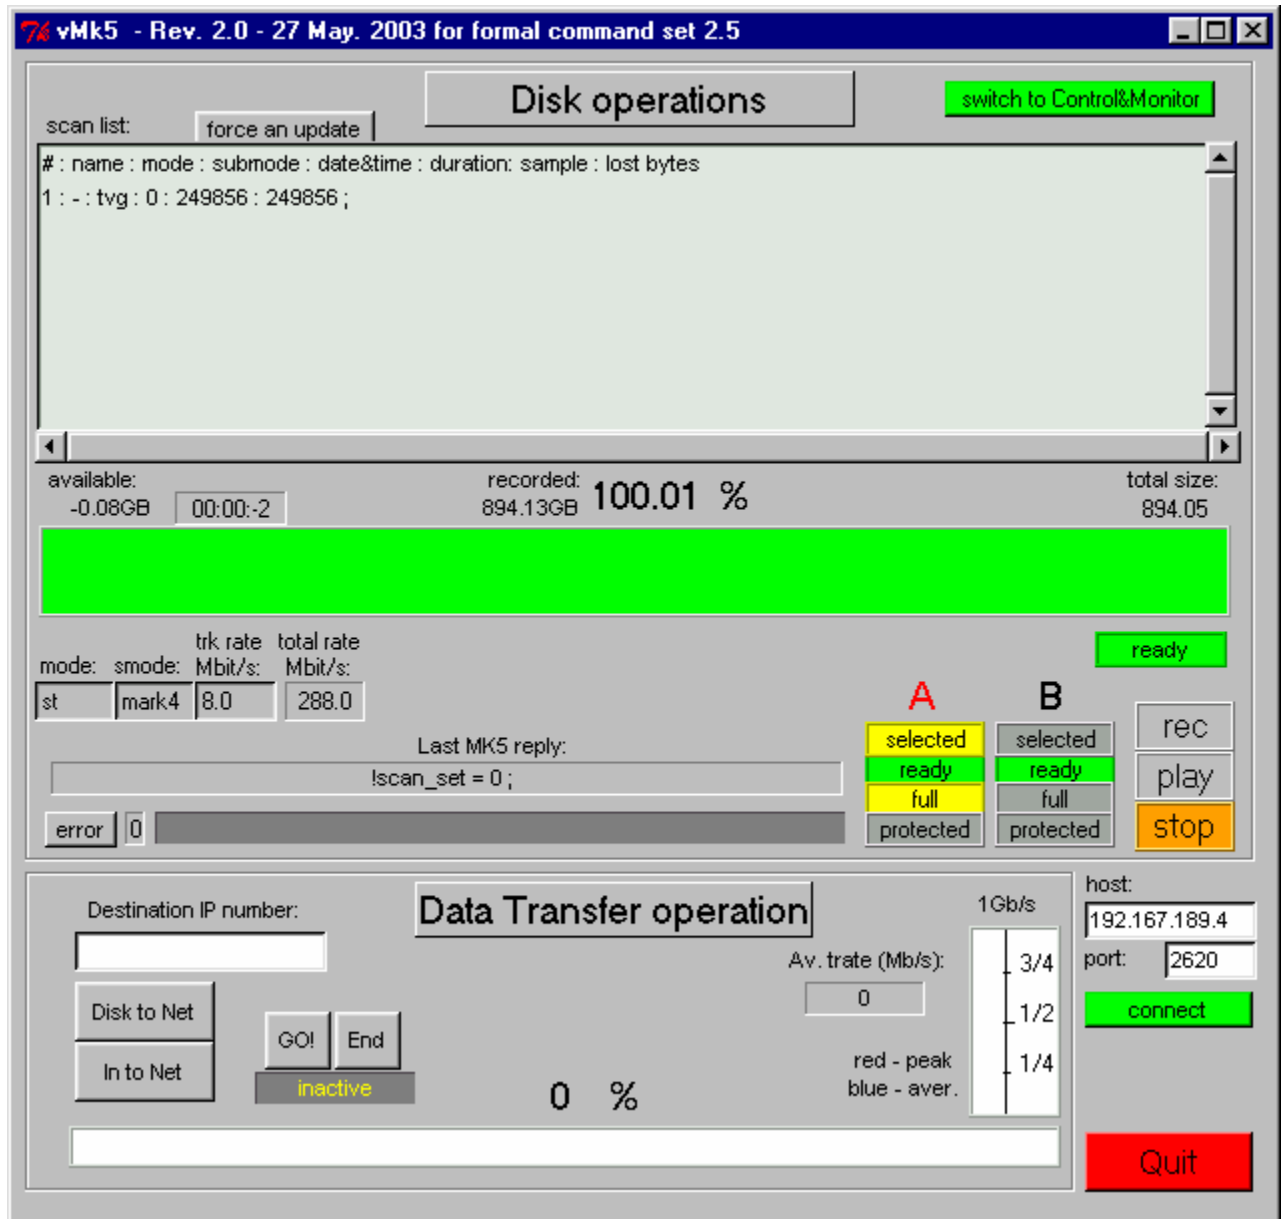 vMk5 - Rev. 2.0 - 27 May. 2003 for formal command set 2.5
Disk operations
switch to Control&Monitor
scan list:
force an update
# : name : mode : submode : date&time : duration: sample : lost bytes
1 : - : tvg : 0 : 249856 : 249856 ;
available:
-0.08GB
00:00:-2
recorded:
894.13GB
100.01 %
total size:
894.05
mode:
smode:
trk rate
Mbit/s:
total rate
Mbit/s:
ready
st
mark4
8.0
288.0
A
B
selected
ready
full
protected
selected
ready
full
protected
rec
play
stop
Last MK5 reply:
!scan_set = 0 ;
error
0
Data Transfer operation
Destination IP number:
Disk to Net
In to Net
GO!
End
inactive
0 %
Av. trate (Mb/s):
0
red - peak
blue - aver.
1Gb/s
3/4
1/2
1/4
host:
192.167.189.4
port:
2620
connect
Quit